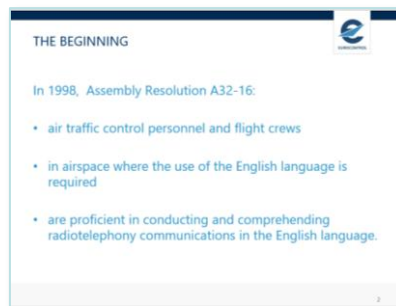 THE BEGINNING
EUROCONTROL
In 1998, Assembly Resolution A32-16:
• air traffic control personnel and flight crews
• in airspace where the use of the English language is
required
• are proficient in conducting and comprehending
radiotelephony communications in the English language.
2